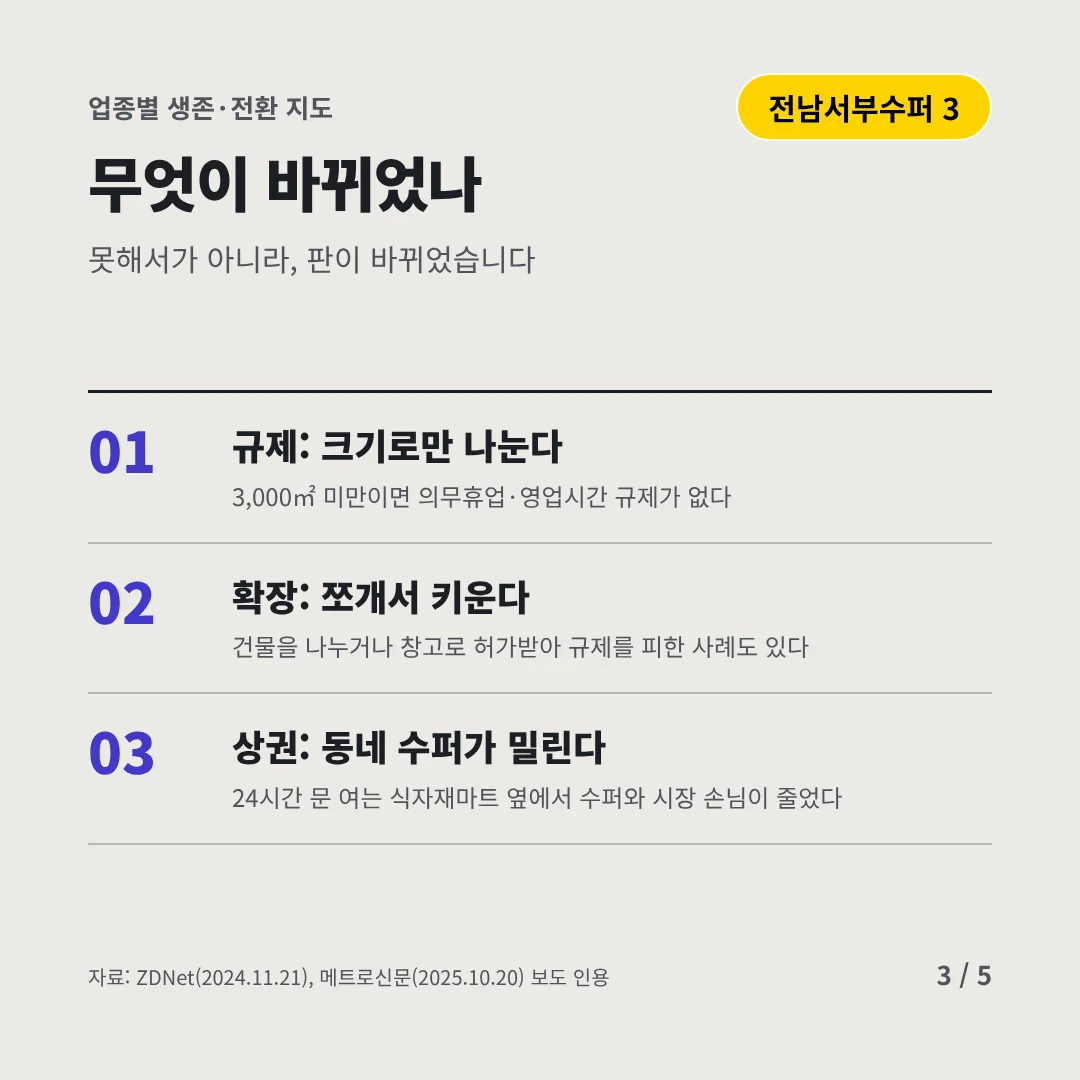 업종별 생존·전환 지도
전남서부수퍼 3
무엇이 바뀌었나
못해서가 아니라, 판이 바뀌었습니다
01
규제: 크기로만 나눈다
3,000㎡ 미만이면 의무휴업·영업시간 규제가 없다
02
확장: 쪼개서 키운다
건물을 나누거나 창고로 허가받아 규제를 피한 사례도 있다
03
상권: 동네 수퍼가 밀린다
24시간 문 여는 식자재마트 옆에서 수퍼와 시장 손님이 줄었다
자료: ZDNet(2024.11.21), 메트로신문(2025.10.20) 보도 인용
3 / 5